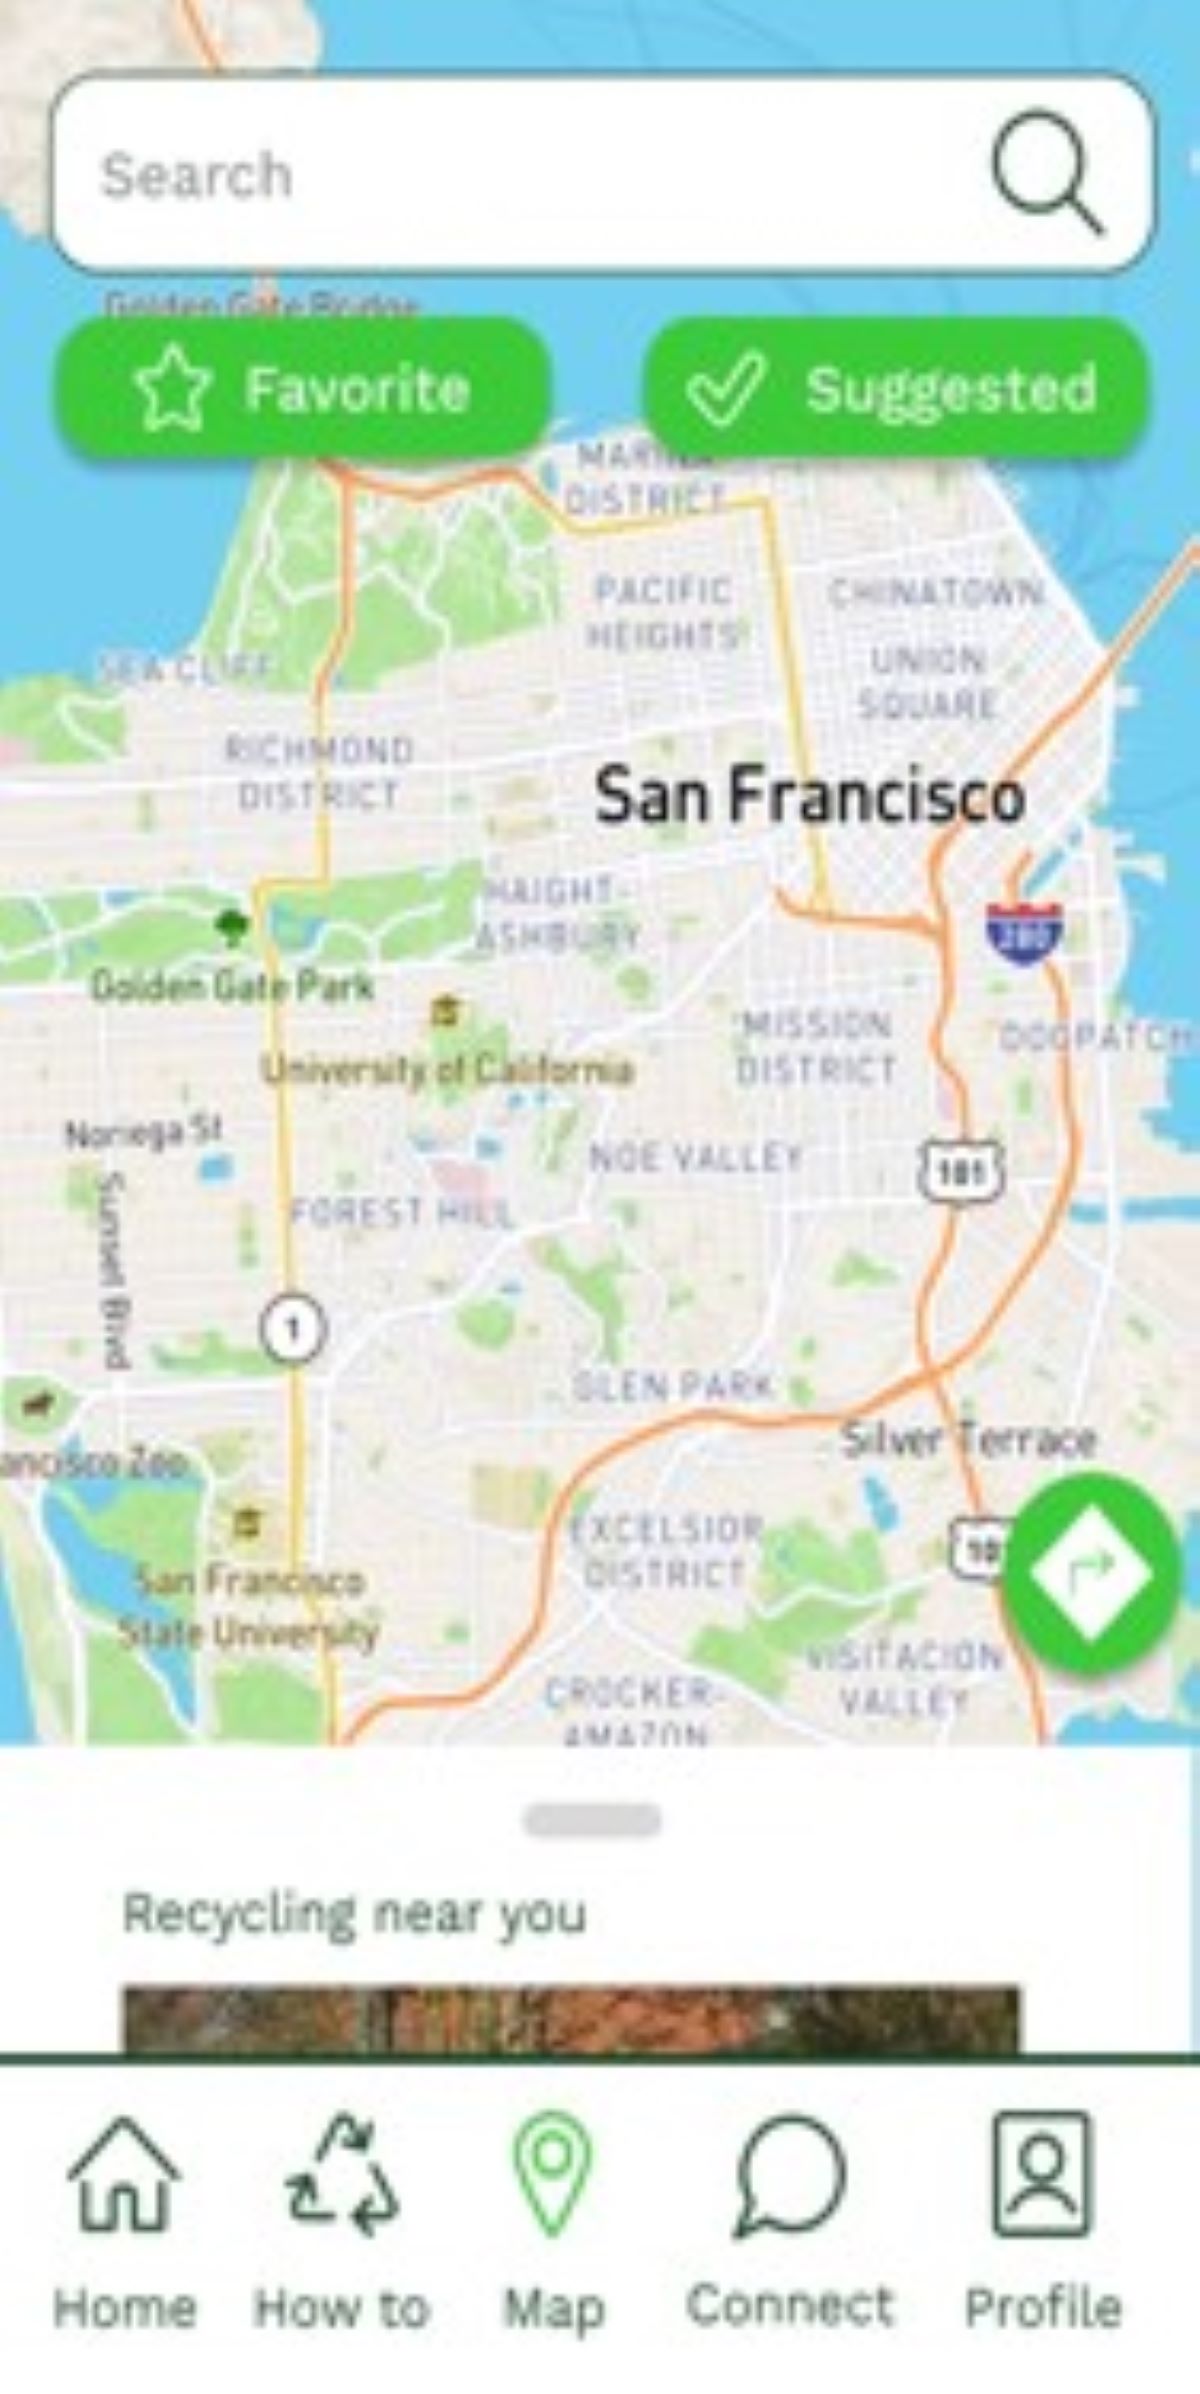 Search
Golden Gate Bridge
Favorite
Suggested
MARINA
DISTRICT
PACIFIC
HEIGHTS
CHINATOWN
UNION
SQUARE
SEA CLIFF
RICHMOND
DISTRICT
San Francisco
HAIGHT-
ASHBURY
280
Golden Gate Park
University of California
MISSION
DISTRICT
DOGPATCH
Noriega St
NOE VALLEY
101
Sunset Blvd
FOREST HILL
1
GLEN PARK
Silver Terrace
ancisco Zoo
EXCELSIOR
DISTRICT
10
San Francisco
State University
VISITACION
VALLEY
CROCKER-
AMAZON
Recycling near you
Home
How to
Map
Connect
Profile